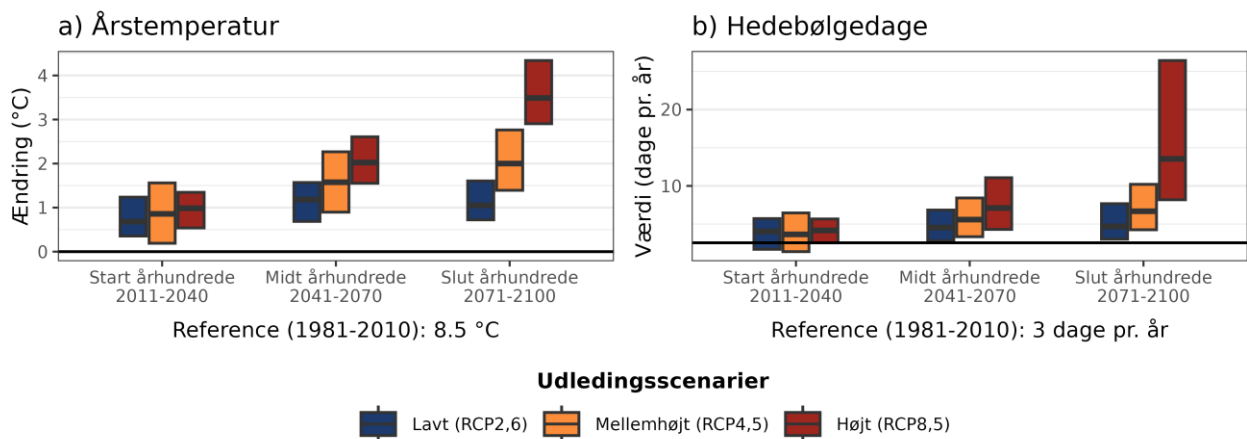 a) Årstemperatur
Ændring (°C)
4
3
2
1
0
Start århundrede
2011-2040
Midt århundrede
2041-2070
Slut århundrede
2071-2100
Reference (1981-2010): 8.5 °C
b) Hedebølgedage
Værdi (dage pr. år)
20
10
Start århundrede
2011-2040
Midt århundrede
2041-2070
Slut århundrede
2071-2100
Reference (1981-2010): 3 dage pr. år
Udledingsscenarier
Lavt (RCP2,6)
Mellemhøjt (RCP4,5)
Højt (RCP8,5)